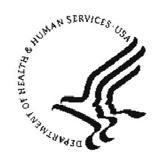 DEPARTMENT OF HEALTH & HUMAN SERVICES · USA